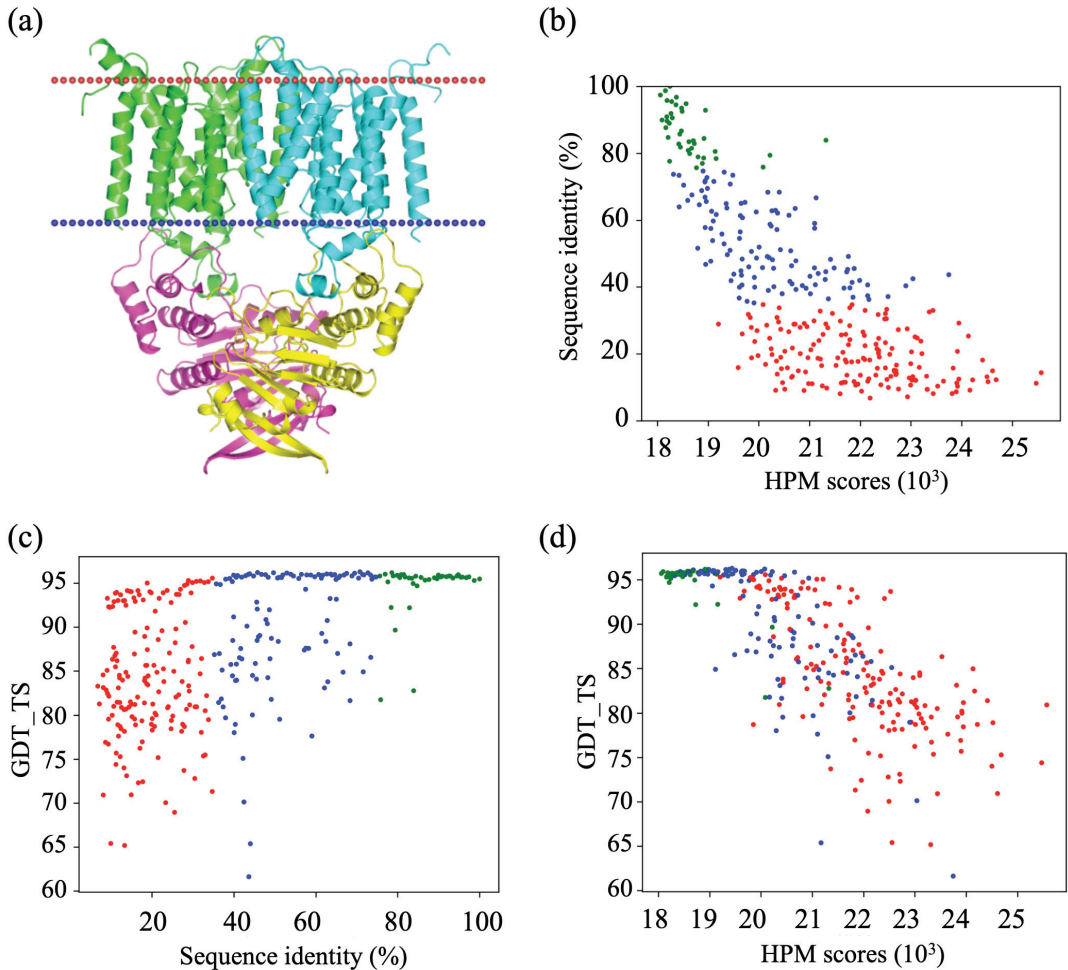 (a)
(b)
100
80
60
40
20
0
Sequence identity (%)
18 19 20 21 22 23 24 25
HPM scores (10³)
(c)
95
90
85
80
75
70
65
60
GDT_TS
20 40 60 80 100
Sequence identity (%)
(d)
95
90
85
80
75
70
65
60
GDT_TS
18 19 20 21 22 23 24 25
HPM scores (10³)